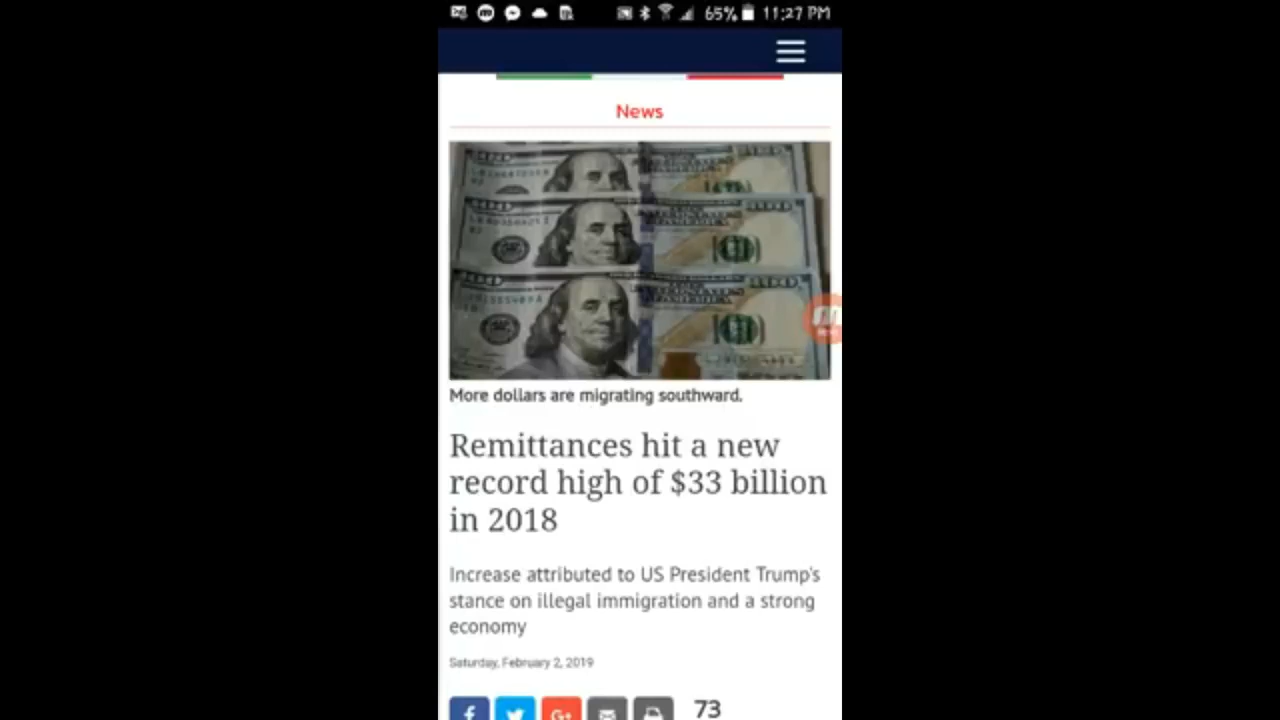 65% 11:27 PM
News
More dollars are migrating southward.
Remittances hit a new
record high of $33 billion
in 2018
Increase attributed to US President Trump's
stance on illegal immigration and a strong
economy
Saturday, February 2, 2019
f G+ 73